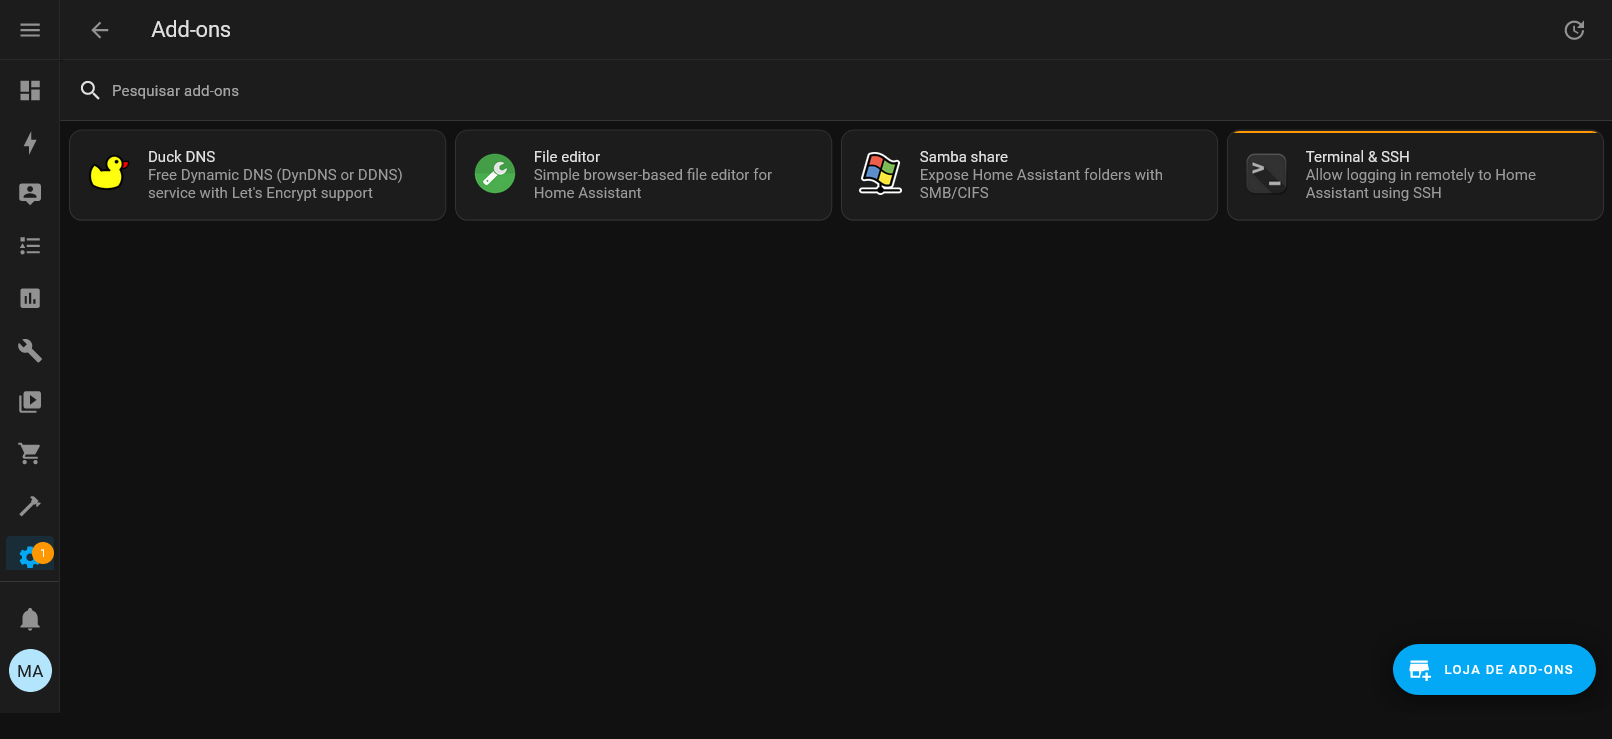 Add-ons
Pesquisar add-ons
Duck DNS
Free Dynamic DNS (DynDNS or DDNS)
service with Let's Encrypt support
File editor
Simple browser-based file editor for
Home Assistant
Samba share
Expose Home Assistant folders with
SMB/CIFS
>_
Terminal & SSH
Allow logging in remotely to Home
Assistant using SSH
1
MA
LOJA DE ADD-ONS